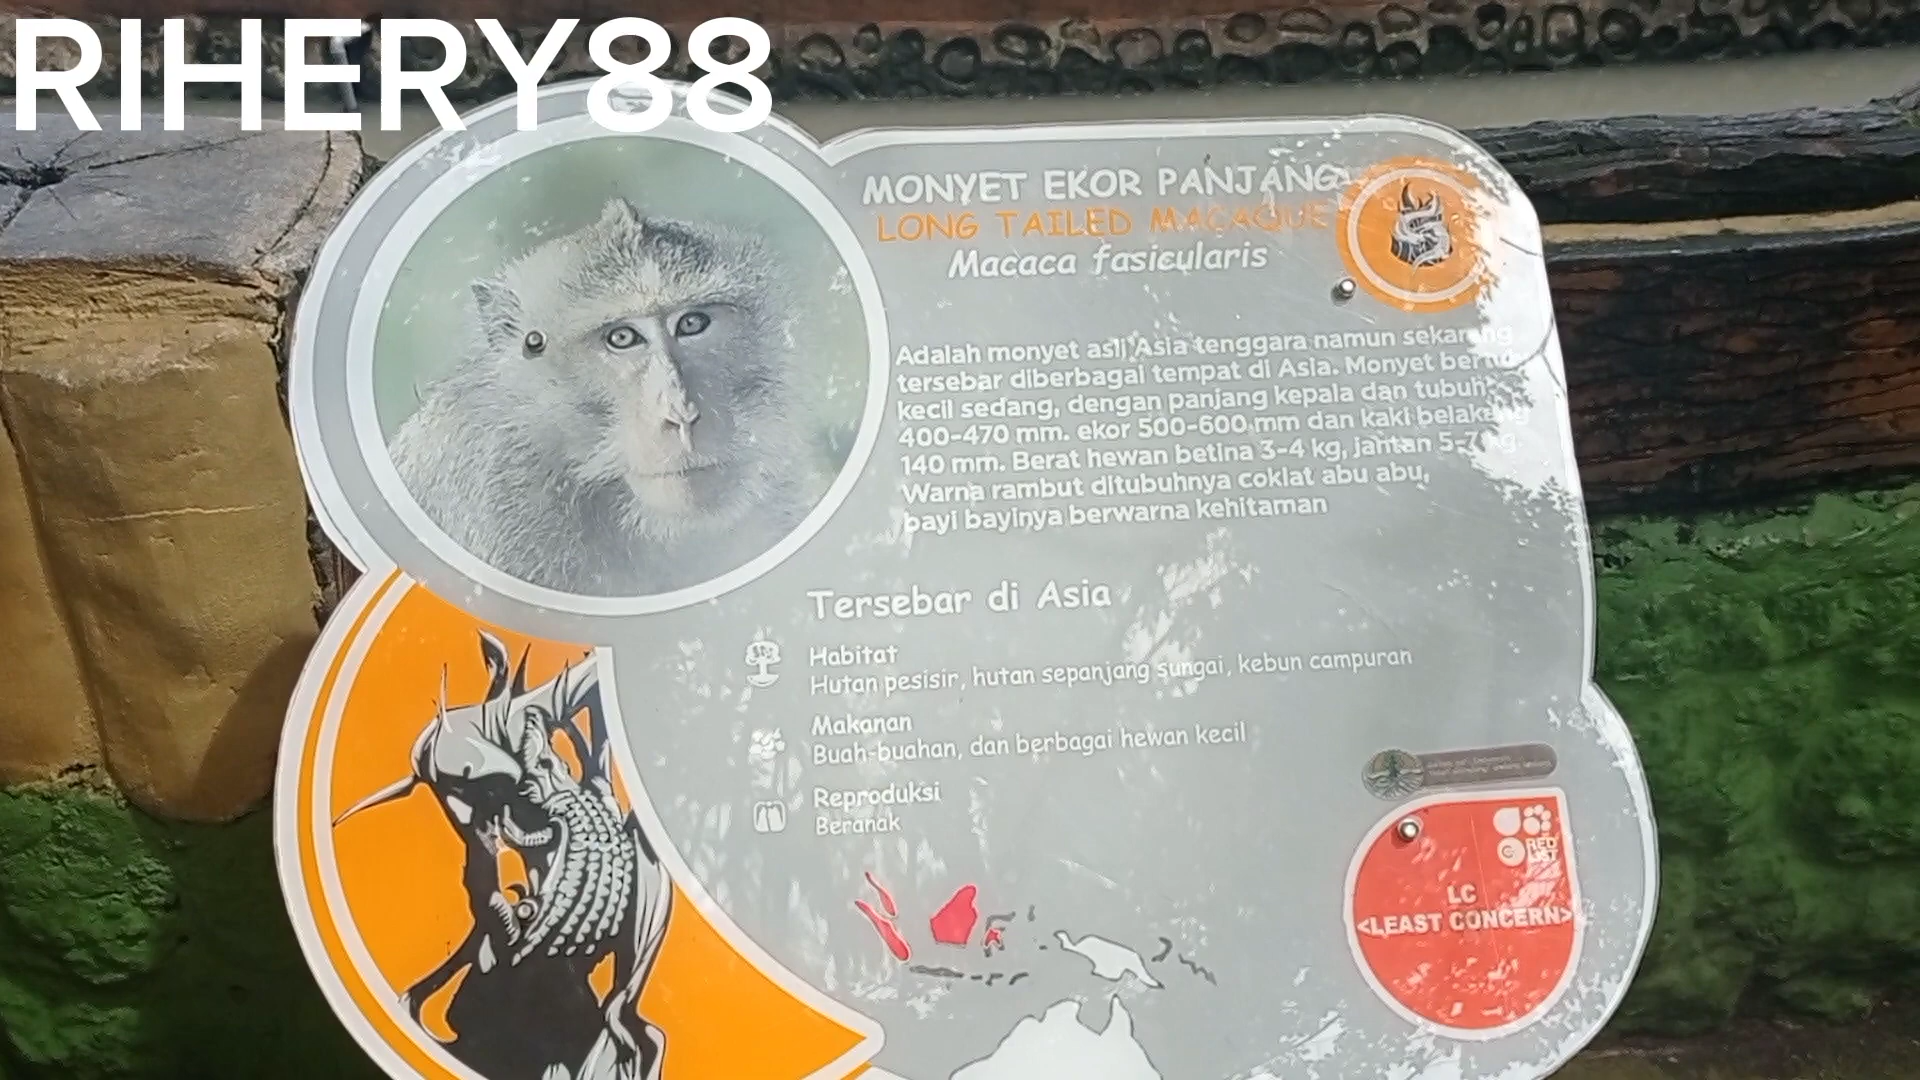 RIHERY88
MONYET EKOR PANJANG
LONG TAILED MACAQUE
Macaca fasicularis
Adalah monyet asli Asia tenggara namun sekarang
tersebar diberbagai tempat di Asia. Monyet
kecil sedang, dengan panjang kepala dan tubuh
400-470 mm. ekor 500-600 mm dan kaki belakang
140 mm. Berat hewan betina 3-4 kg, jantan 5-7 kg.
Warna rambut ditubuhnya coklat abu abu,
bayi bayinya berwarna kehitaman
Tersebar di Asia
Habitat
Hutan pesisir, hutan sepanjang sungai, kebun campuran
Makanan
Buah-buahan, dan berbagai hewan kecil
Reproduksi
Beranak
RED
LIST
LC
<LEAST CONCERN>